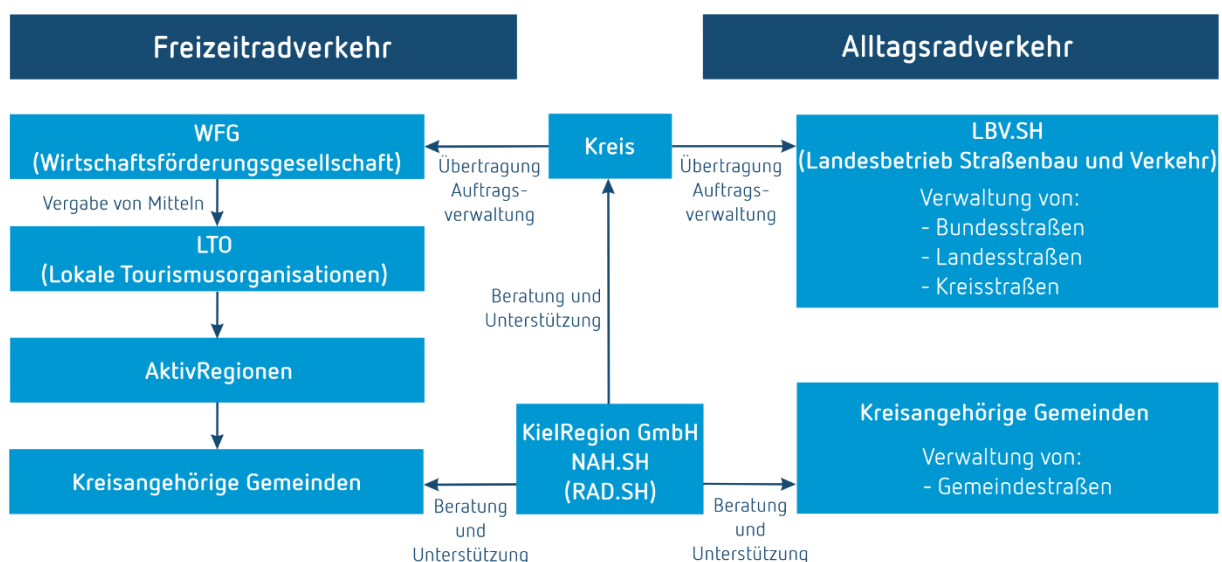 Freizeitradverkehr
Alltagsradverkehr
WFG
(Wirtschaftsförderungsgesellschaft)
Kreis
LBV.SH
(Landesbetrieb Straßenbau und Verkehr)
Verwaltung von:
- Bundesstraßen
- Landesstraßen
- Kreisstraßen
Übertragung
Auftrags-
verwaltung
Übertragung
Auftrags-
verwaltung
Vergabe von Mitteln
LTO
(Lokale Tourismusorganisationen)
Beratung und
Unterstützung
AktivRegionen
Kreisangehörige Gemeinden
KielRegion GmbH
NAH.SH
(RAD.SH)
Kreisangehörige Gemeinden
Verwaltung von:
- Gemeindestraßen
Beratung
und
Unterstützung
Beratung
und
Unterstützung